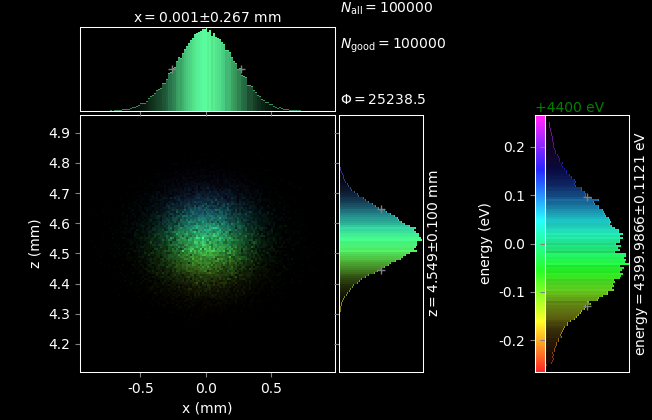 x = 0.001±0.267 mm
N_all = 100000
N_good = 100000
Φ = 25238.5
+4400 eV
4.9
4.8
4.7
4.6
4.5
4.4
4.3
4.2
z (mm)
-0.5
0.0
0.5
x (mm)
z = 4.549±0.100 mm
0.2
0.1
0.0
-0.1
-0.2
energy (eV)
energy = 4399.9866±0.1121 eV